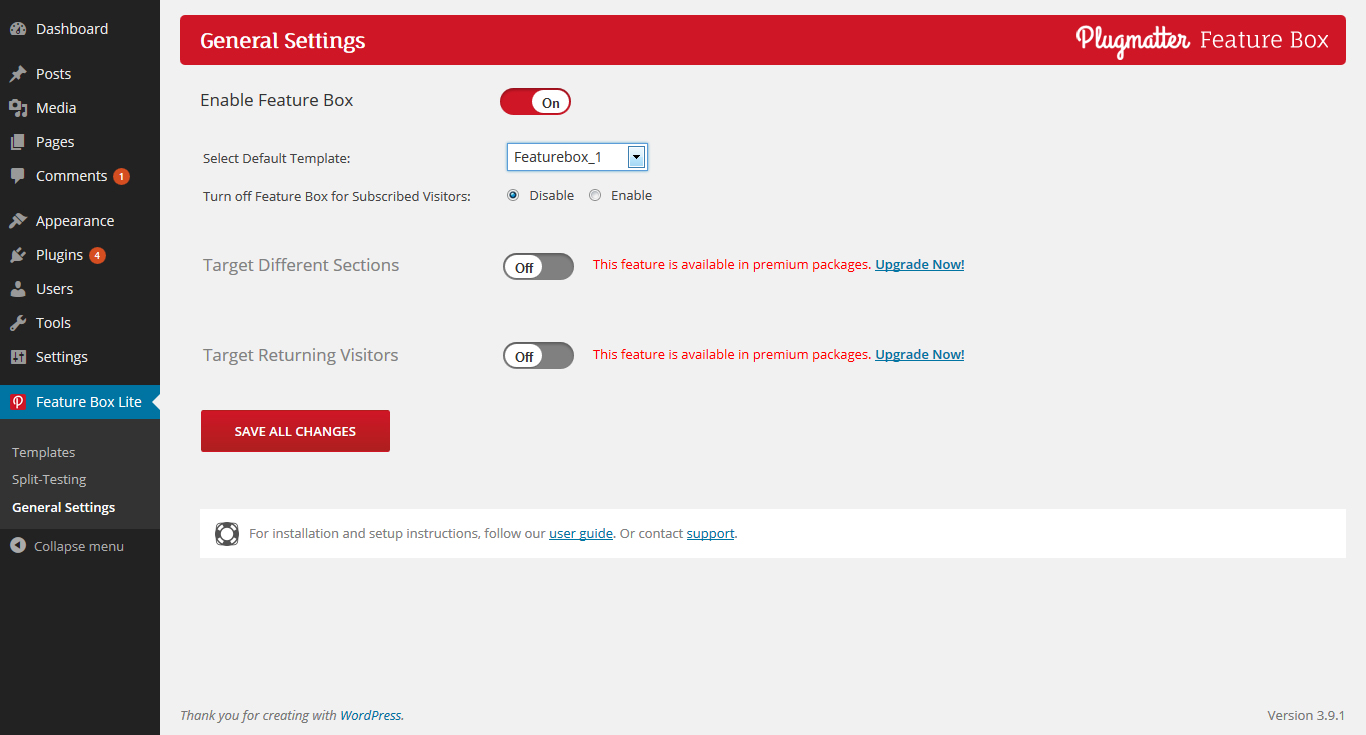 Dashboard
Posts
Media
Pages
Comments 1
Appearance
Plugins 4
Users
Tools
Settings
Feature Box Lite
Templates
Split-Testing
General Settings
Collapse menu
General Settings
Plugmatter Feature Box
Enable Feature Box On
Select Default Template: Featurebox_1
Turn off Feature Box for Subscribed Visitors: Disable Enable
Target Different Sections Off This feature is available in premium packages. Upgrade Now!
Target Returning Visitors Off This feature is available in premium packages. Upgrade Now!
SAVE ALL CHANGES
For installation and setup instructions, follow our user guide. Or contact support.
Thank you for creating with WordPress.
Version 3.9.1